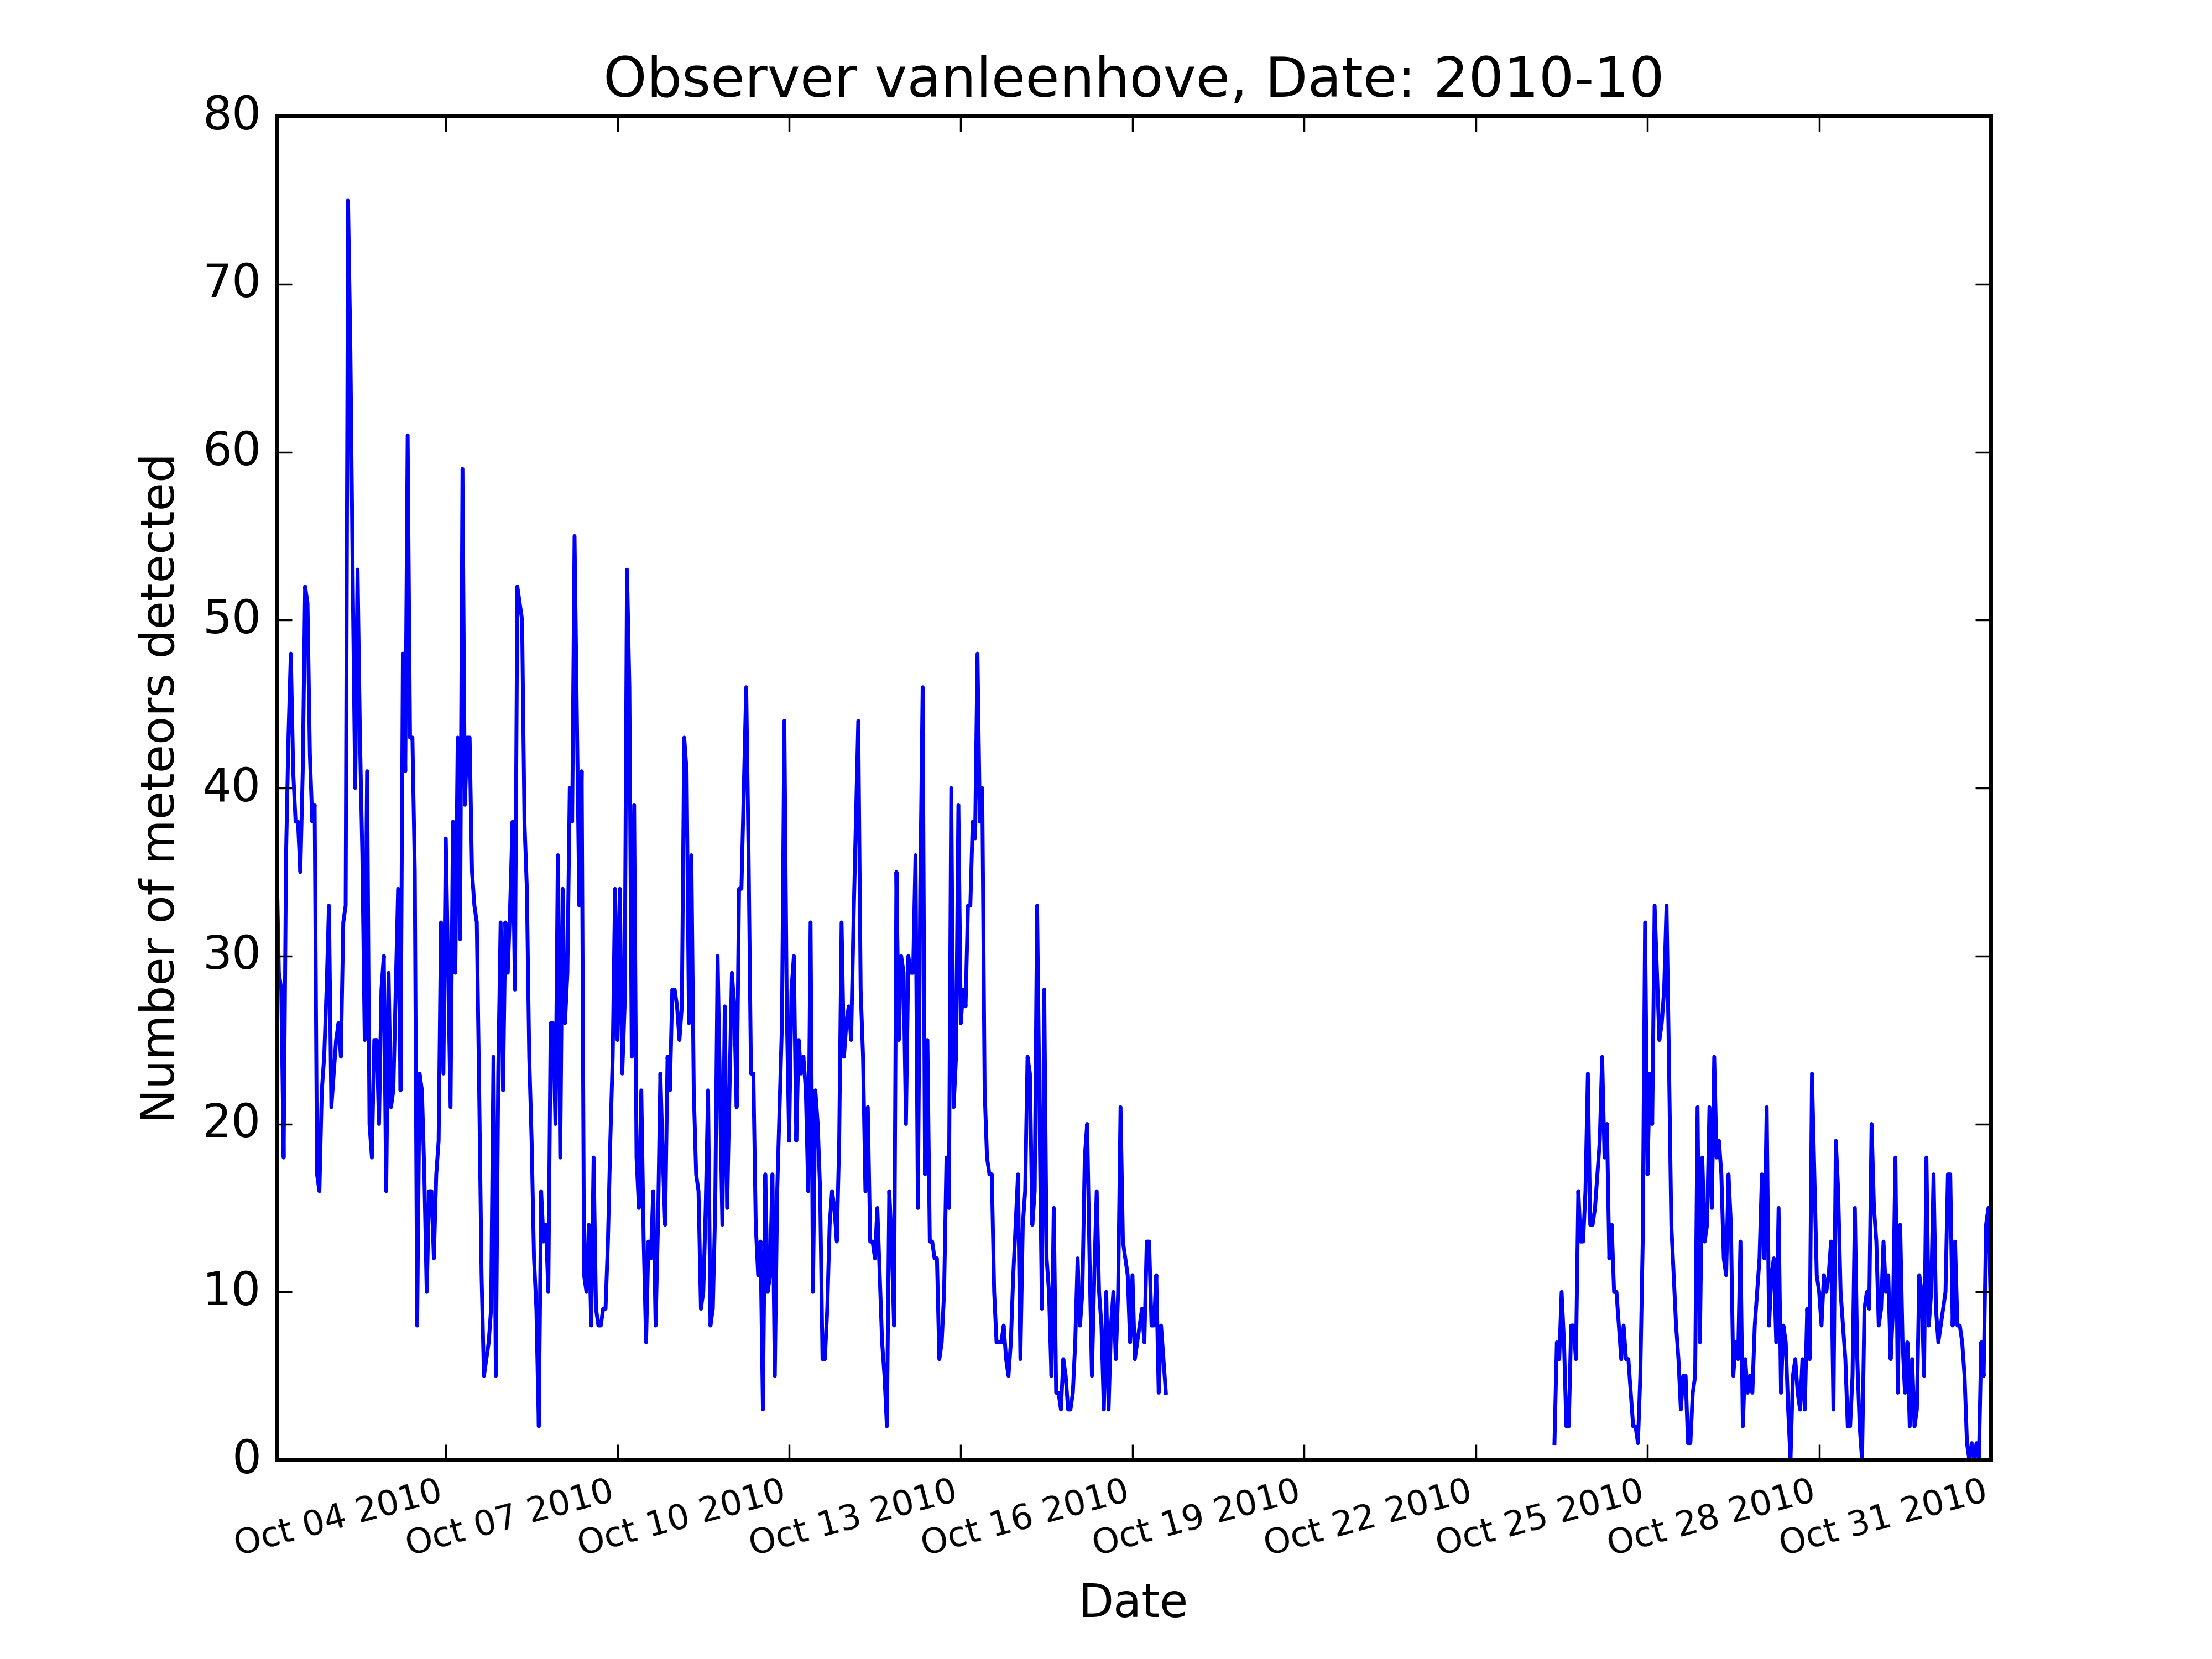 Observer vanleenhove, Date: 2010-10
80
70
60
50
40
30
20
10
0
Number of meteors detected
Oct 04 2010
Oct 07 2010
Oct 10 2010
Oct 13 2010
Oct 16 2010
Oct 19 2010
Oct 22 2010
Oct 25 2010
Oct 28 2010
Oct 31 2010
Date